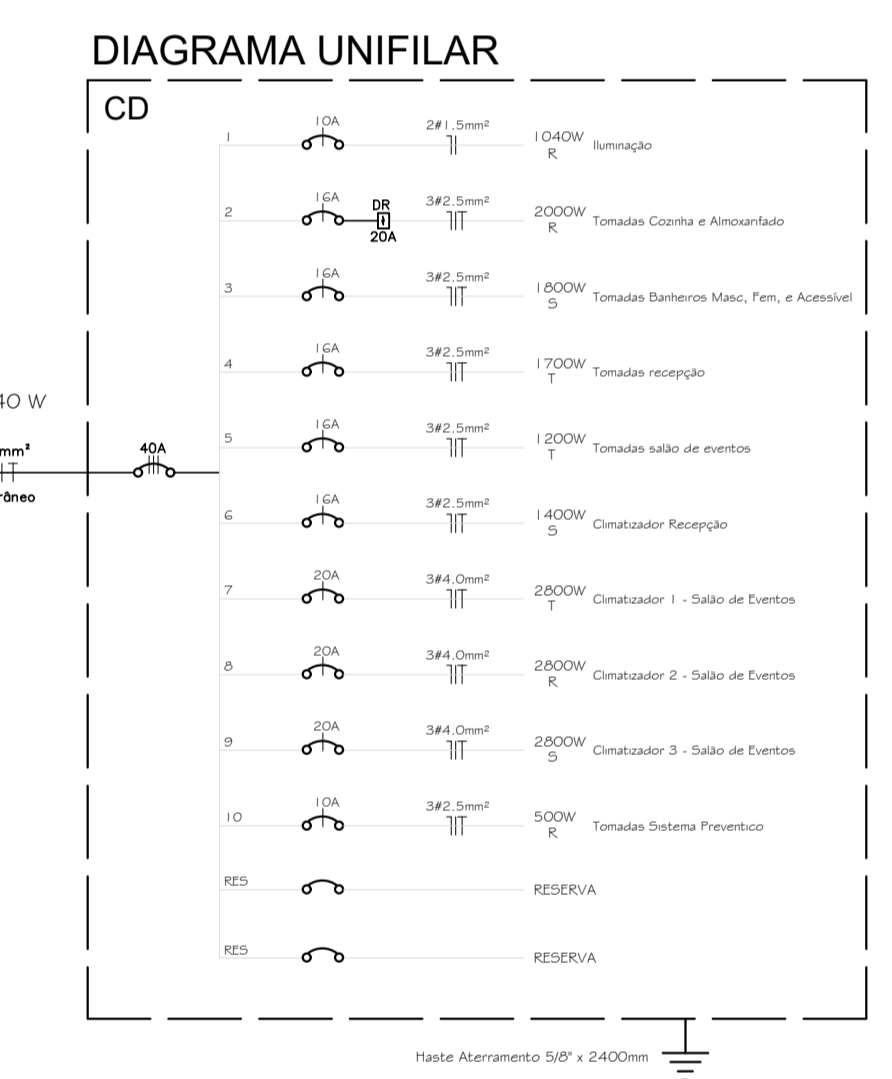 DIAGRAMA UNIFILAR
CD
1 10A 2#1.5mm² 1040W R Iluminação
2 16A DR 20A 3#2.5mm² 2000W R Tomadas Cozinha e Almoxarifado
3 16A 3#2.5mm² 1800W S Tomadas Banheiros Masc, Fem, e Acessível
4 16A 3#2.5mm² 1700W T Tomadas recepção
40 W
mm²
râneo
40A
5 16A 3#2.5mm² 1200W T Tomadas salão de eventos
6 16A 3#2.5mm² 1400W S Climatizador Recepção
7 20A 3#4.0mm² 2800W T Climatizador 1 - Salão de Eventos
8 20A 3#4.0mm² 2800W R Climatizador 2 - Salão de Eventos
9 20A 3#4.0mm² 2800W S Climatizador 3 - Salão de Eventos
10 10A 3#2.5mm² 500W R Tomadas Sistema Preventico
RES RESERVA
RES RESERVA
Haste Aterramento 5/8" x 2400mm